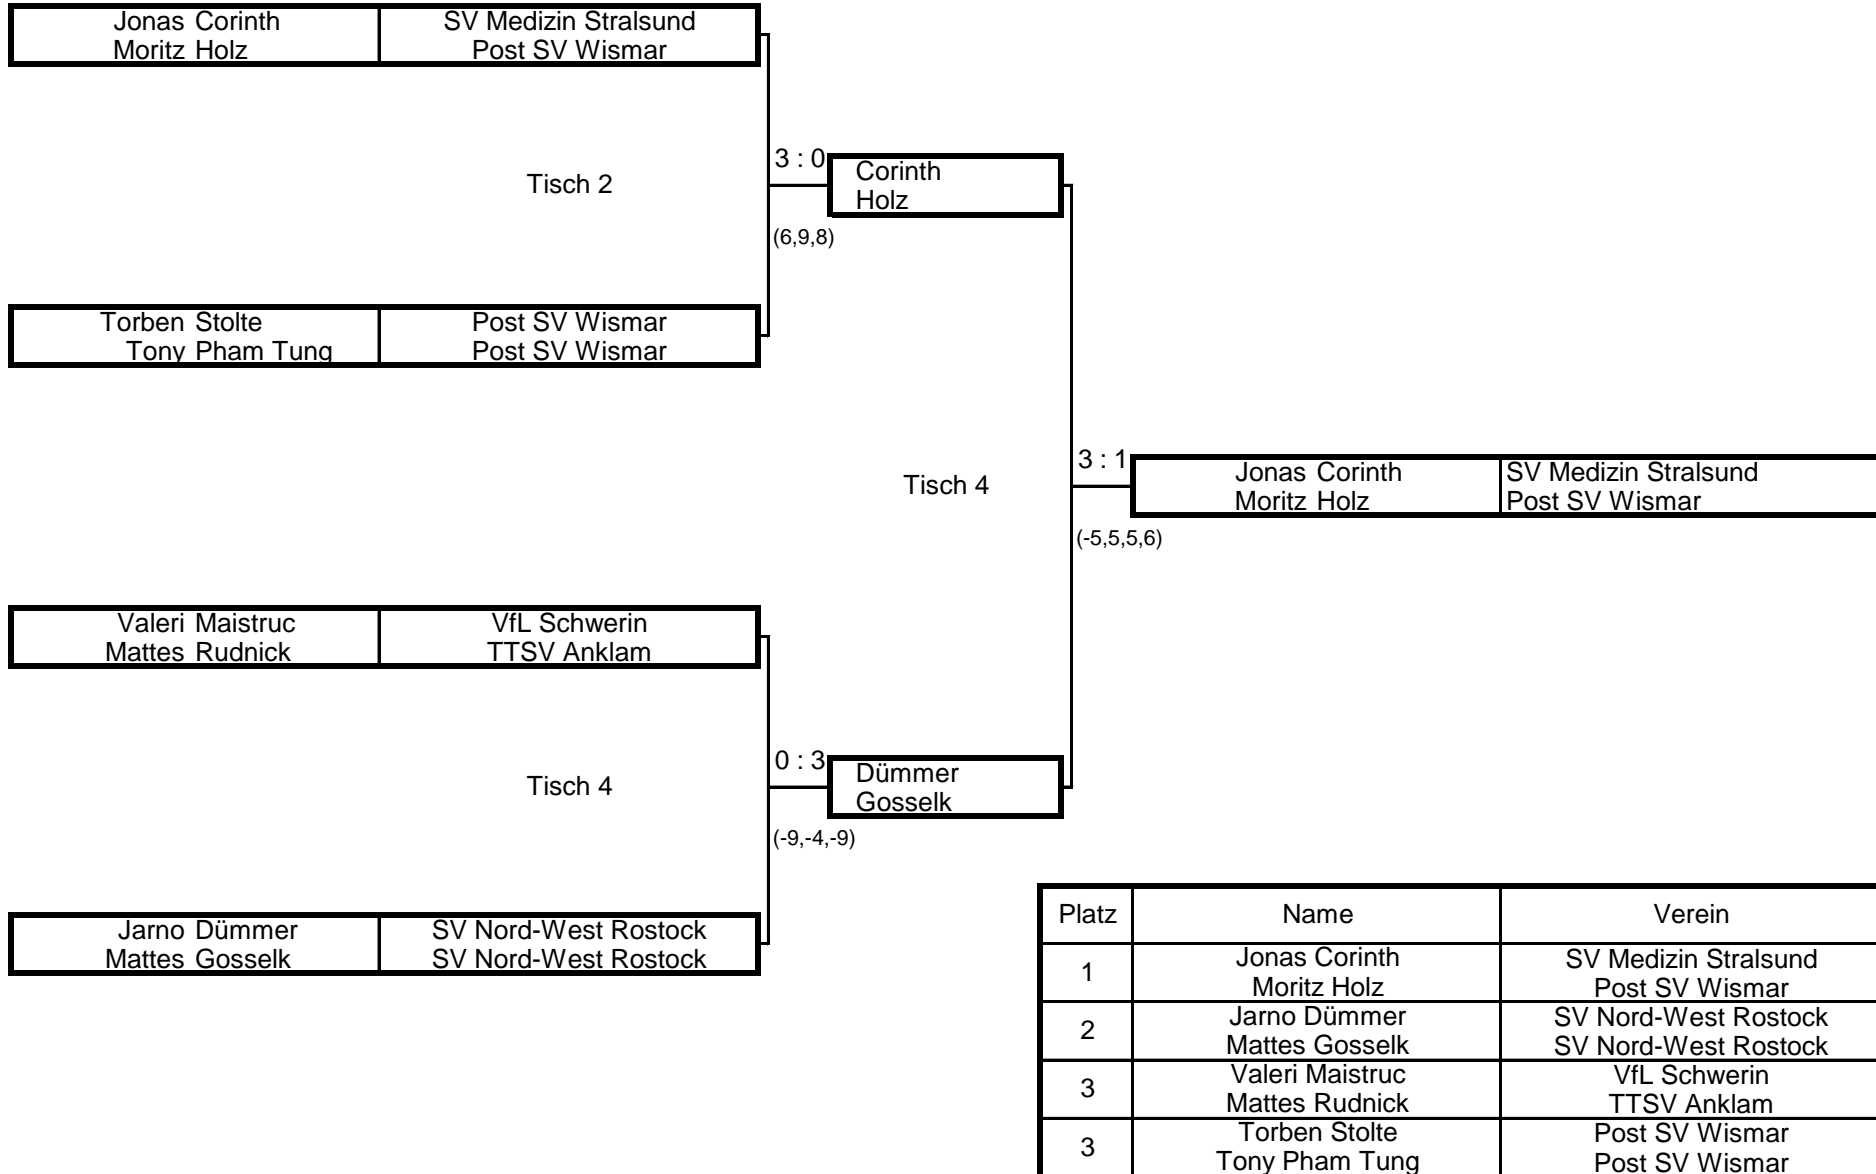 Jonas Corinth SV Medizin Stralsund
Moritz Holz Post SV Wismar
3 : 0
Corinth
Tisch 2
Holz
(6,9,8)
Torben Stolte Post SV Wismar
Tony Pham Tung Post SV Wismar
3 : 1
Jonas Corinth SV Medizin Stralsund
Tisch 4
Moritz Holz Post SV Wismar
(-5,5,5,6)
Valeri Maistruc VfL Schwerin
Mattes Rudnick TTSV Anklam
0 : 3
Dümmer
Tisch 4
Gosselk
(-9,-4,-9)
Jarno Dümmer SV Nord-West Rostock
Mattes Gosselk SV Nord-West Rostock
Platz Name Verein
1
Jonas Corinth SV Medizin Stralsund
Moritz Holz Post SV Wismar
2
Jarno Dümmer SV Nord-West Rostock
Mattes Gosselk SV Nord-West Rostock
3
Valeri Maistruc VfL Schwerin
Mattes Rudnick TTSV Anklam
3
Torben Stolte Post SV Wismar
Tony Pham Tung Post SV Wismar